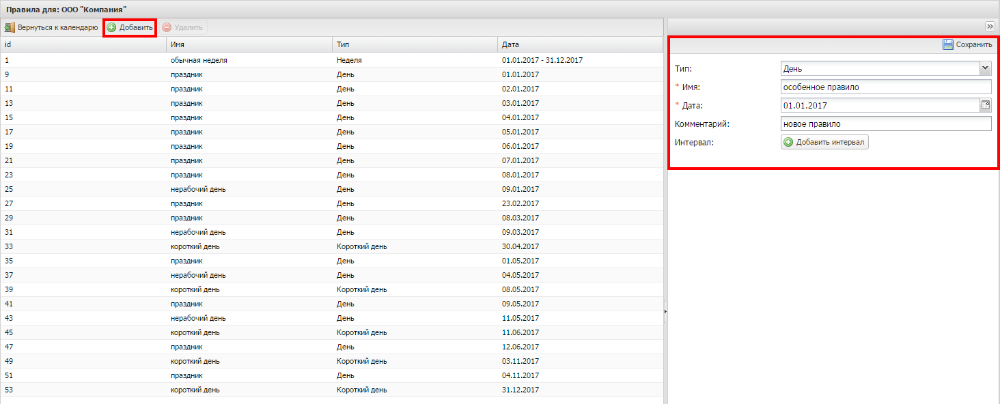 Правила для: ООО "Компания"
Вернуться к календарю Добавить Удалить
id Имя Тип Дата
1 обычная неделя Неделя 01.01.2017 - 31.12.2017
9 праздник День 01.01.2017
11 праздник День 02.01.2017
13 праздник День 03.01.2017
15 праздник День 04.01.2017
17 праздник День 05.01.2017
19 праздник День 06.01.2017
21 праздник День 07.01.2017
23 праздник День 08.01.2017
25 нерабочий день День 09.01.2017
27 праздник День 23.02.2017
29 праздник День 08.03.2017
31 нерабочий день День 09.03.2017
33 короткий день Короткий день 30.04.2017
35 праздник День 01.05.2017
37 нерабочий день День 04.05.2017
39 короткий день Короткий день 08.05.2017
41 праздник День 09.05.2017
43 нерабочий день День 11.05.2017
45 короткий день Короткий день 11.06.2017
47 праздник День 12.06.2017
49 короткий день Короткий день 03.11.2017
51 праздник День 04.11.2017
53 короткий день Короткий день 31.12.2017
Сохранить
Тип: День
* Имя: особенное правило
* Дата: 01.01.2017
Комментарий: новое правило
Интервал: Добавить интервал